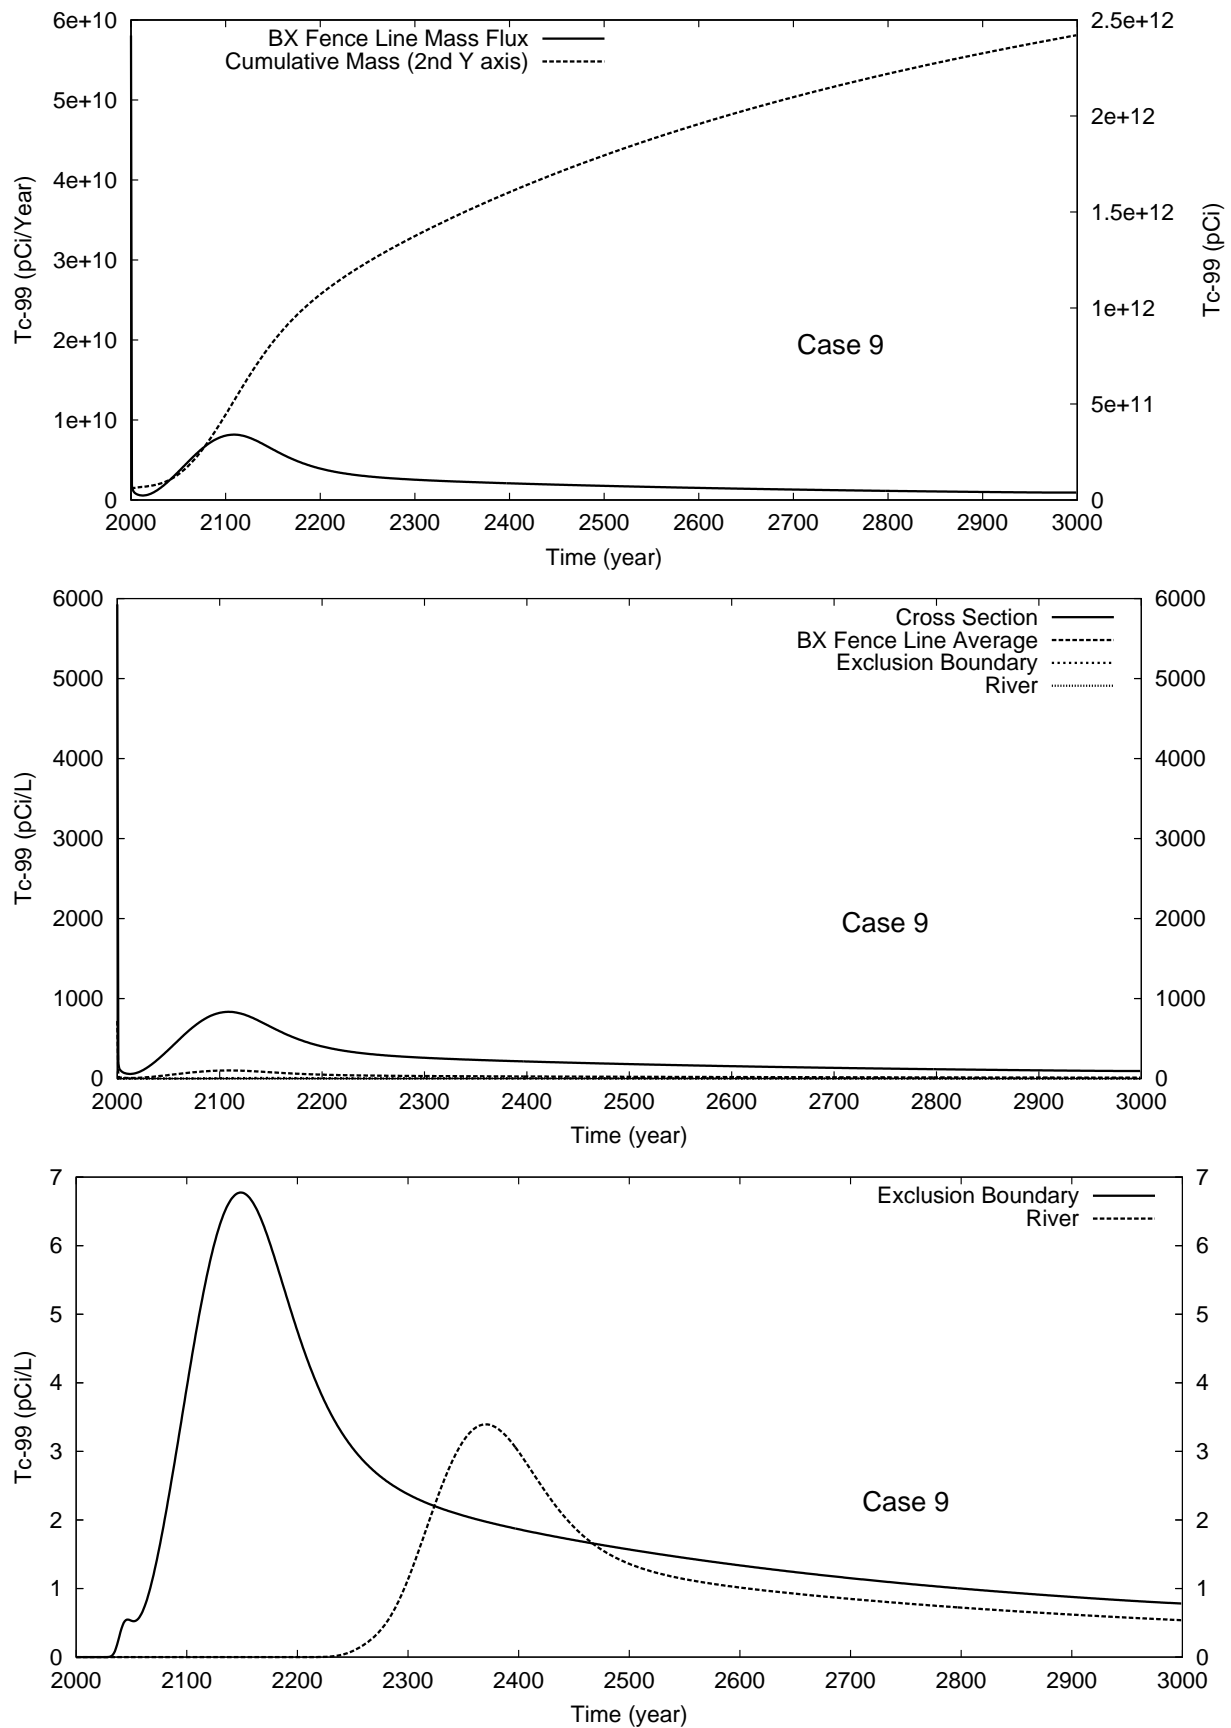 6e+10
5e+10
4e+10
3e+10
2e+10
1e+10
0
Tc-99 (pCi/Year)
BX Fence Line Mass Flux
Cumulative Mass (2nd Y axis)
Case 9
2.5e+12
2e+12
1.5e+12
1e+12
5e+11
0
Tc-99 (pCi)
2000 2100 2200 2300 2400 2500 2600 2700 2800 2900 3000
Time (year)
6000
5000
4000
3000
2000
1000
0
Tc-99 (pCi/L)
Cross Section
BX Fence Line Average
Exclusion Boundary
River
Case 9
6000
5000
4000
3000
2000
1000
0
2000 2100 2200 2300 2400 2500 2600 2700 2800 2900 3000
Time (year)
7
6
5
4
3
2
1
0
Tc-99 (pCi/L)
Exclusion Boundary
River
Case 9
7
6
5
4
3
2
1
0
2000 2100 2200 2300 2400 2500 2600 2700 2800 2900 3000
Time (year)